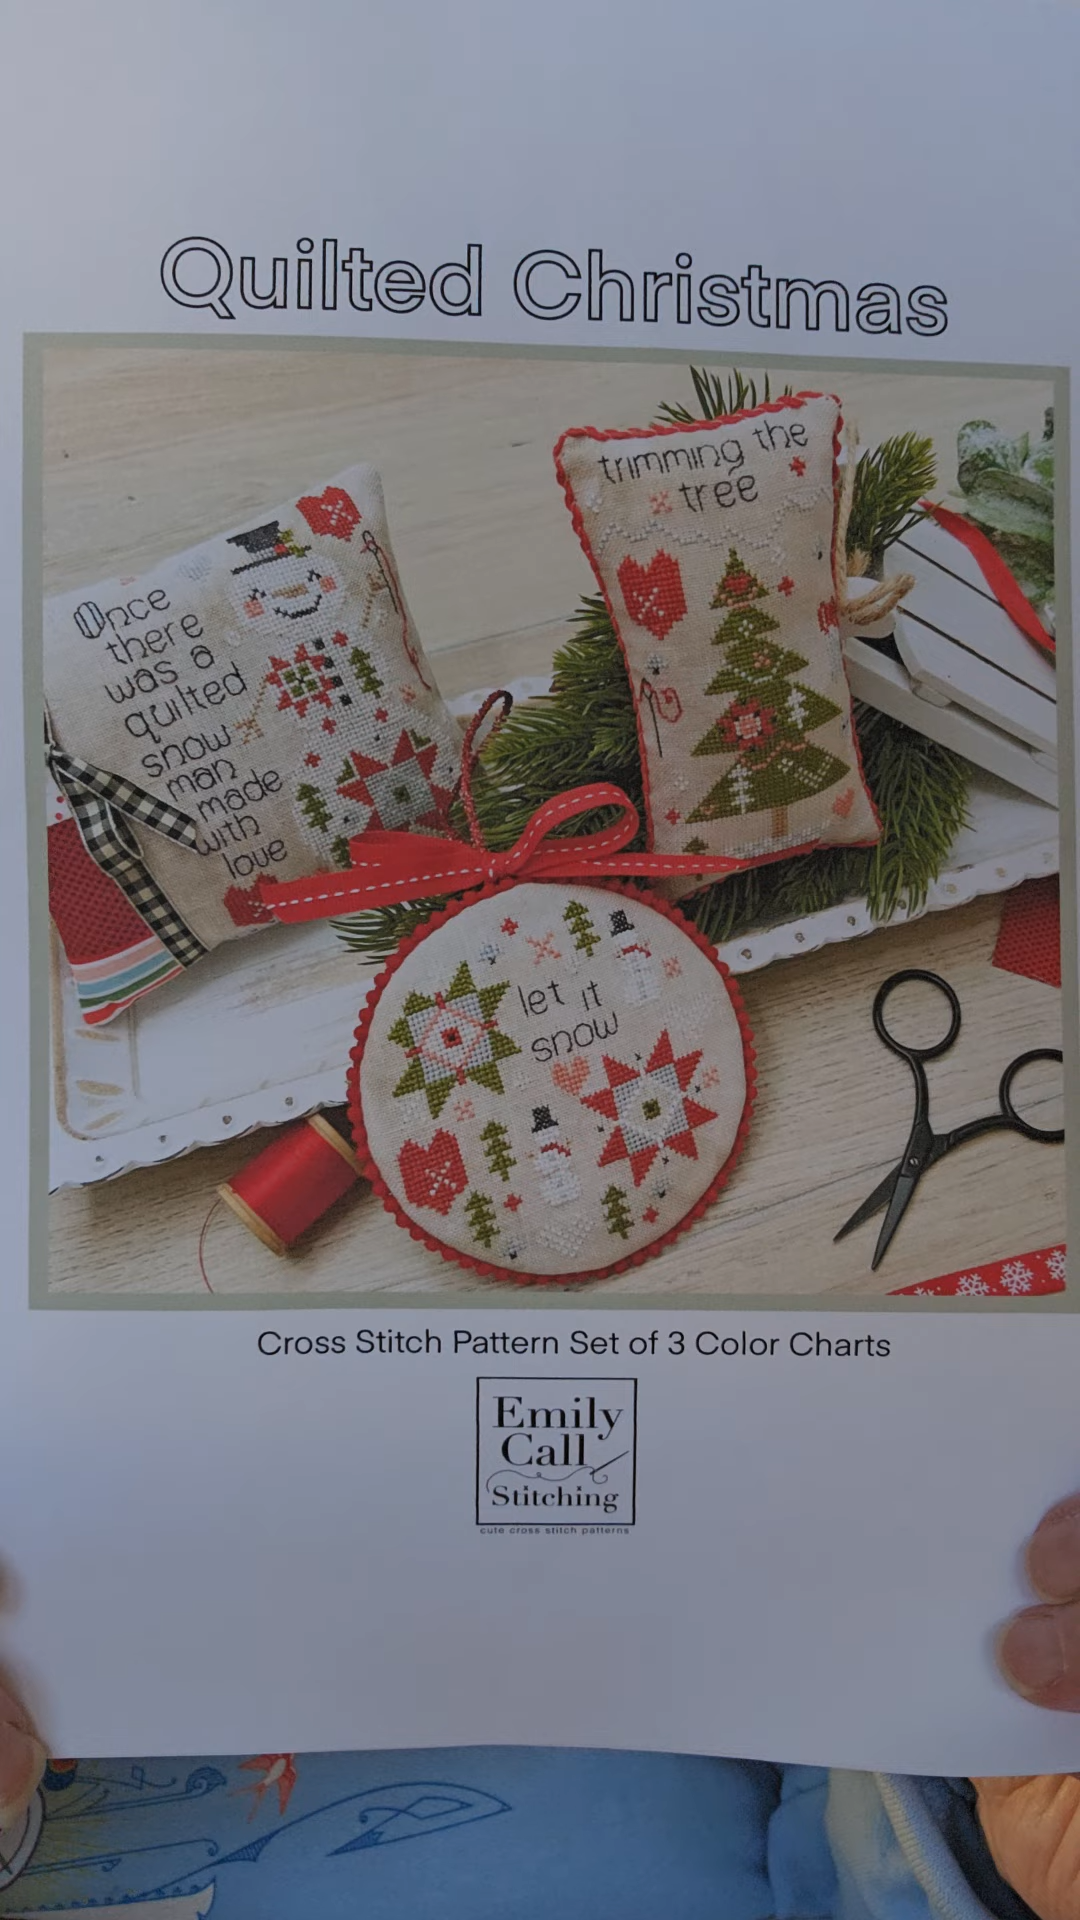 Quilted Christmas
Once
there
was a
quilted
snow
man
made
with
love
trimming the
tree
let it
snow
Cross Stitch Pattern Set of 3 Color Charts
Emily
Call
Stitching
cute cross stitch patterns